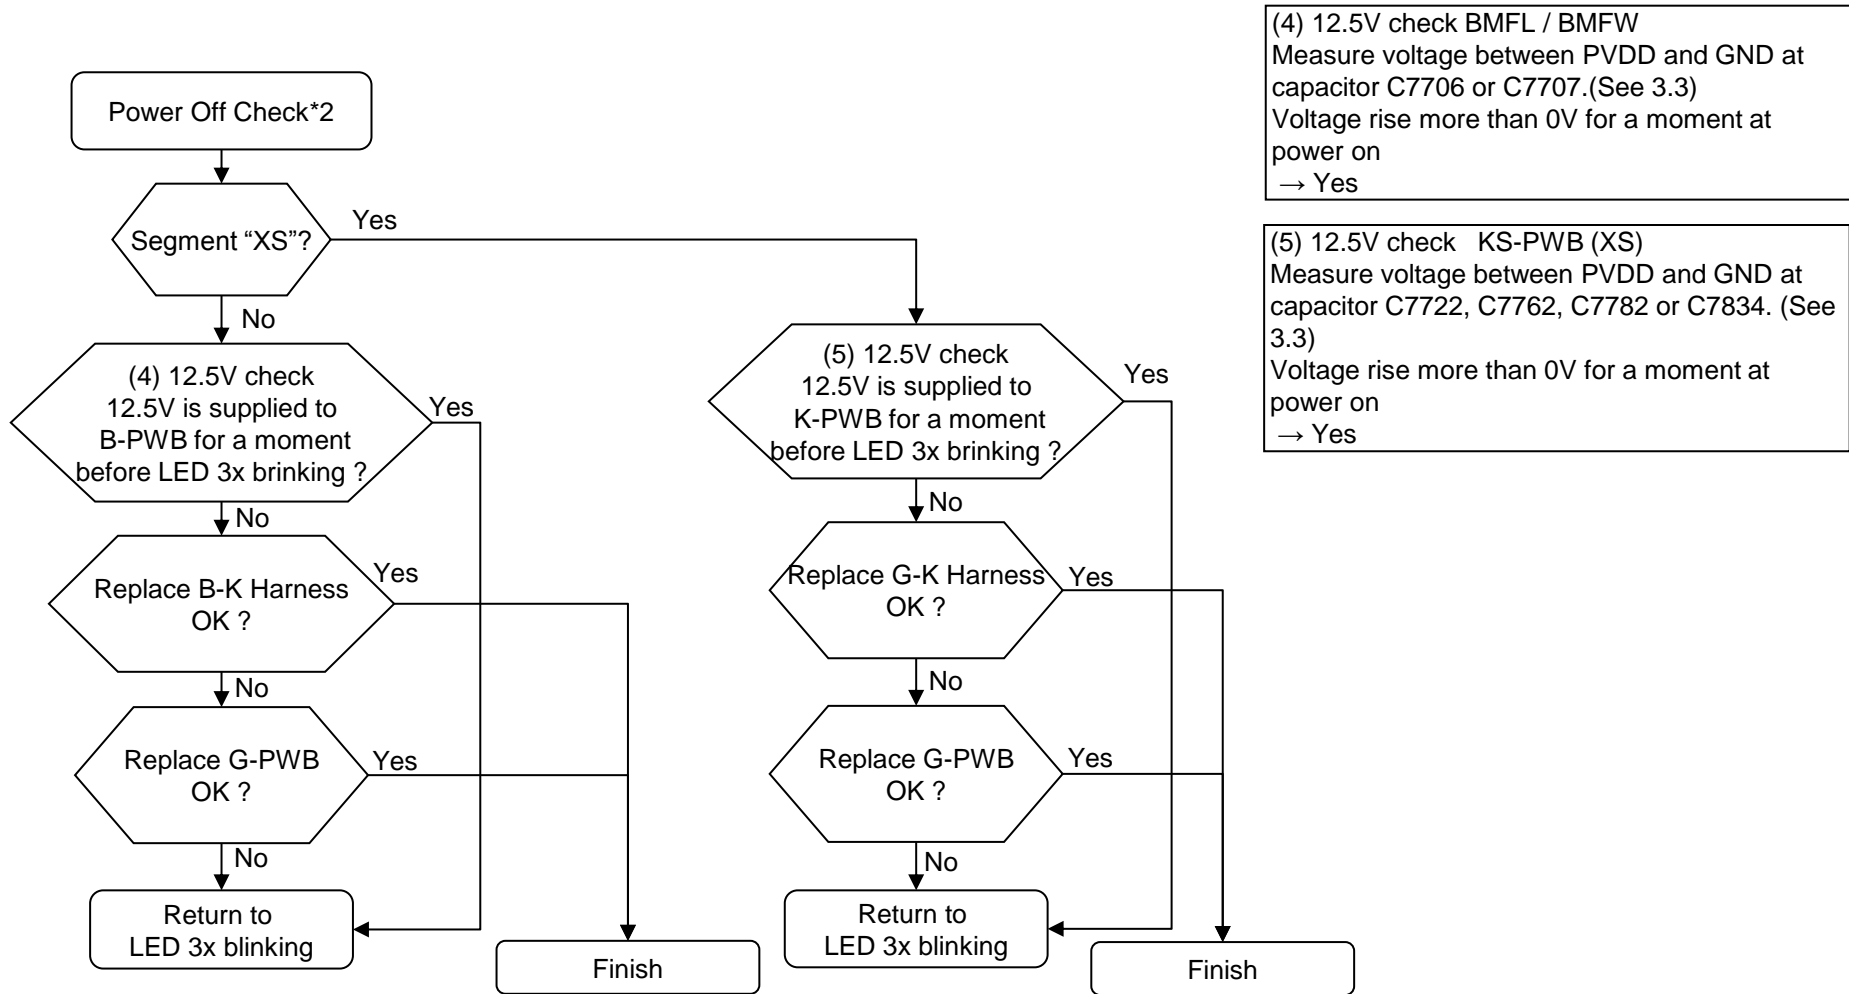 Power Off Check*2
Segment “XS”?
Yes
No
(4) 12.5V check
12.5V is supplied to
B-PWB for a moment
before LED 3x brinking ?
Yes
No
Replace B-K Harness
OK ?
Yes
No
Replace G-PWB
OK ?
Yes
No
Return to
LED 3x blinking
Finish
(5) 12.5V check
12.5V is supplied to
K-PWB for a moment
before LED 3x brinking ?
Yes
No
Replace G-K Harness
OK ?
Yes
No
Replace G-PWB
OK ?
Yes
No
Return to
LED 3x blinking
Finish
(4) 12.5V check BMFL / BMFW
Measure voltage between PVDD and GND at
capacitor C7706 or C7707.(See 3.3)
Voltage rise more than 0V for a moment at
power on
→ Yes
(5) 12.5V check KS-PWB (XS)
Measure voltage between PVDD and GND at
capacitor C7722, C7762, C7782 or C7834. (See
3.3)
Voltage rise more than 0V for a moment at
power on
→ Yes